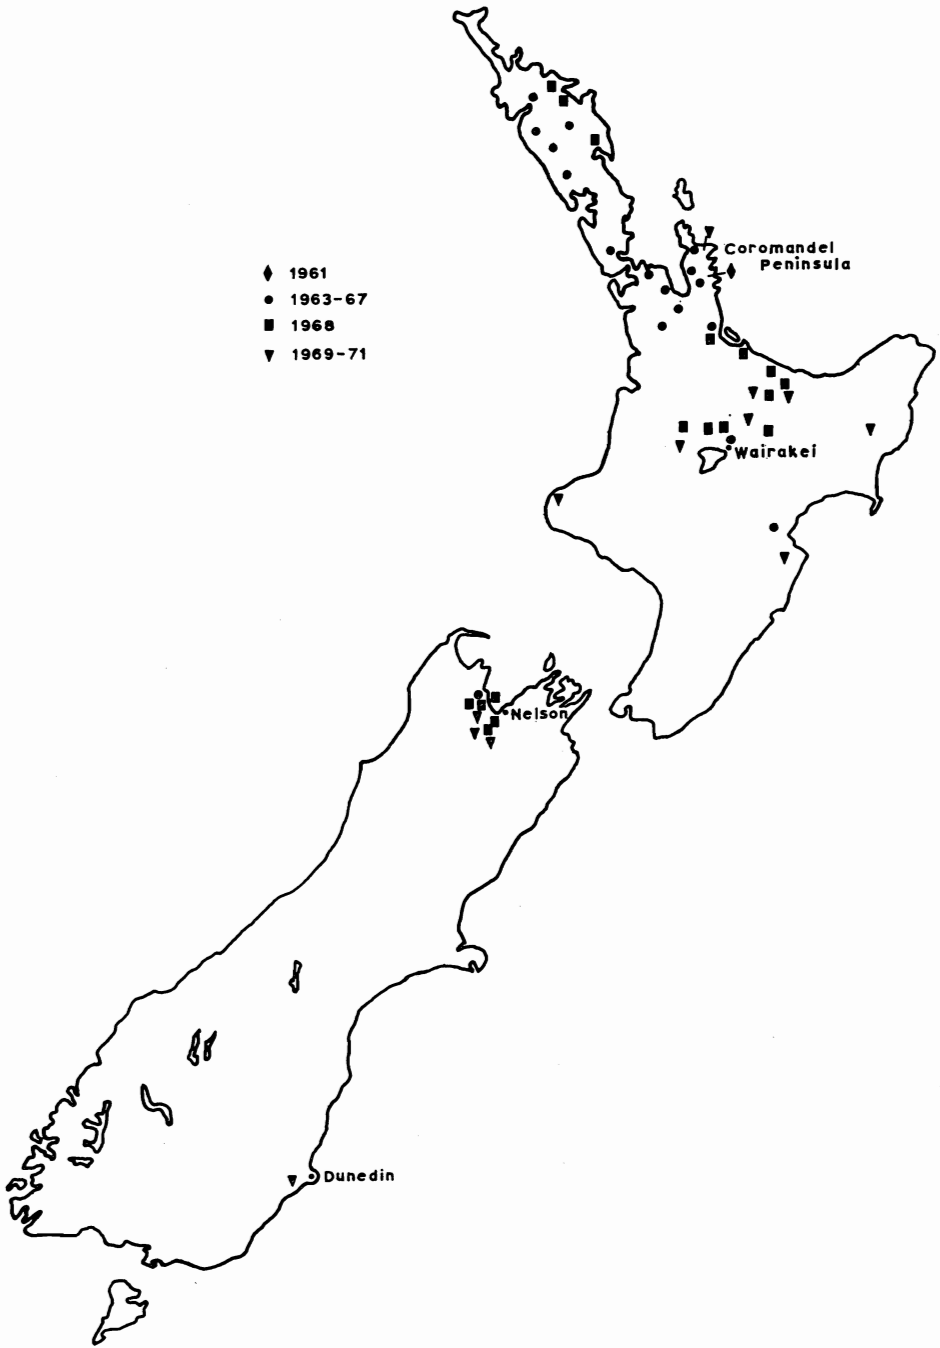 Coromandel
Peninsula
1961
1963-67
1968
1969-71
Wairakei
Nelson
Dunedin